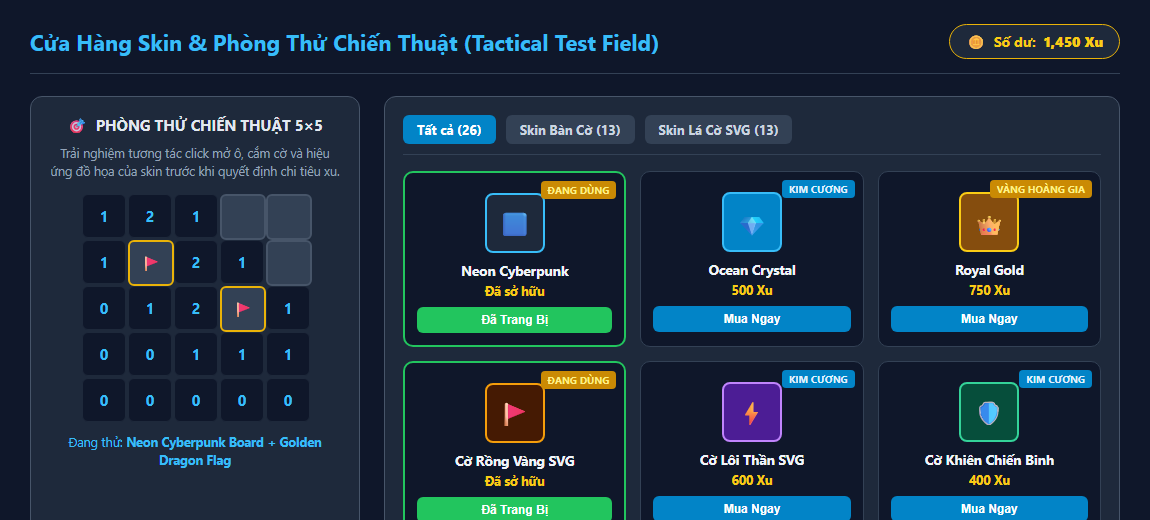 Cửa Hàng Skin & Phòng Thử Chiến Thuật (Tactical Test Field)
Số dư: 1,450 Xu
PHÒNG THỬ CHIẾN THUẬT 5×5
Trải nghiệm tương tác click mở ô, cắm cờ và hiệu
ứng đồ họa của skin trước khi quyết định chi tiêu xu.
1 2 1
1 2 1
0 1 2 1
0 0 1 1 1
0 0 0 0 0
Đang thử: Neon Cyberpunk Board + Golden
Dragon Flag
Tất cả (26) Skin Bàn Cờ (13) Skin Lá Cờ SVG (13)
ĐANG DÙNG
Neon Cyberpunk
Đã sở hữu
Đã Trang Bị
KIM CƯƠNG
Ocean Crystal
500 Xu
Mua Ngay
VÀNG HOÀNG GIA
Royal Gold
750 Xu
Mua Ngay
ĐANG DÙNG
Cờ Rồng Vàng SVG
Đã sở hữu
Đã Trang Bị
KIM CƯƠNG
Cờ Lôi Thần SVG
600 Xu
Mua Ngay
KIM CƯƠNG
Cờ Khiên Chiến Binh
400 Xu
Mua Ngay